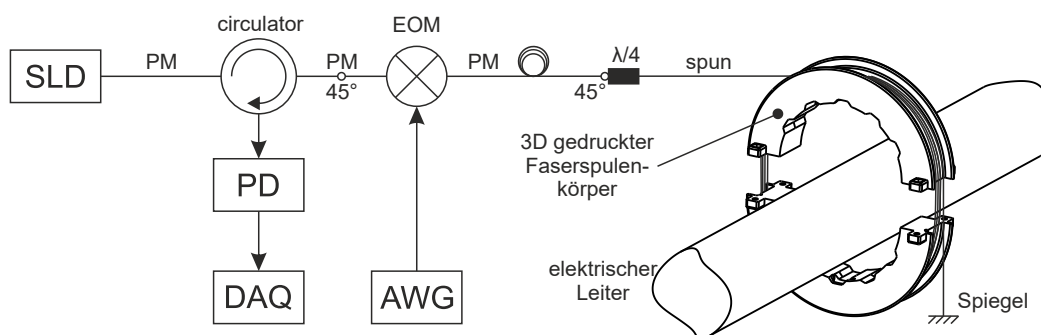 circulator
EOM
SLD
PM
PM
45°
PM
45°
λ/4
spun
3D gedruckter
Faserspulen-
körper
PD
DAQ
AWG
elektrischer
Leiter
Spiegel